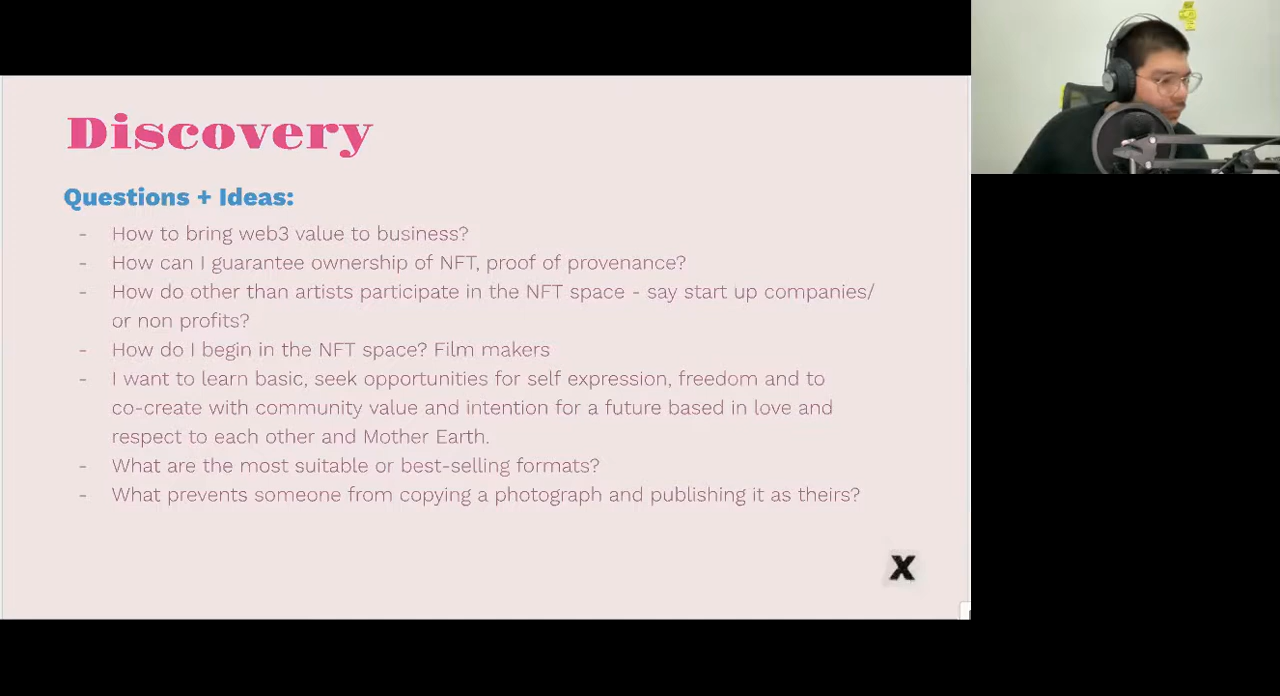 Discovery
Questions + Ideas:
- How to bring web3 value to business?
- How can I guarantee ownership of NFT, proof of provenance?
- How do other than artists participate in the NFT space - say start up companies/
or non profits?
- How do I begin in the NFT space? Film makers
- I want to learn basic, seek opportunities for self expression, freedom and to
co-create with community value and intention for a future based in love and
respect to each other and Mother Earth.
- What are the most suitable or best-selling formats?
- What prevents someone from copying a photograph and publishing it as theirs?
X